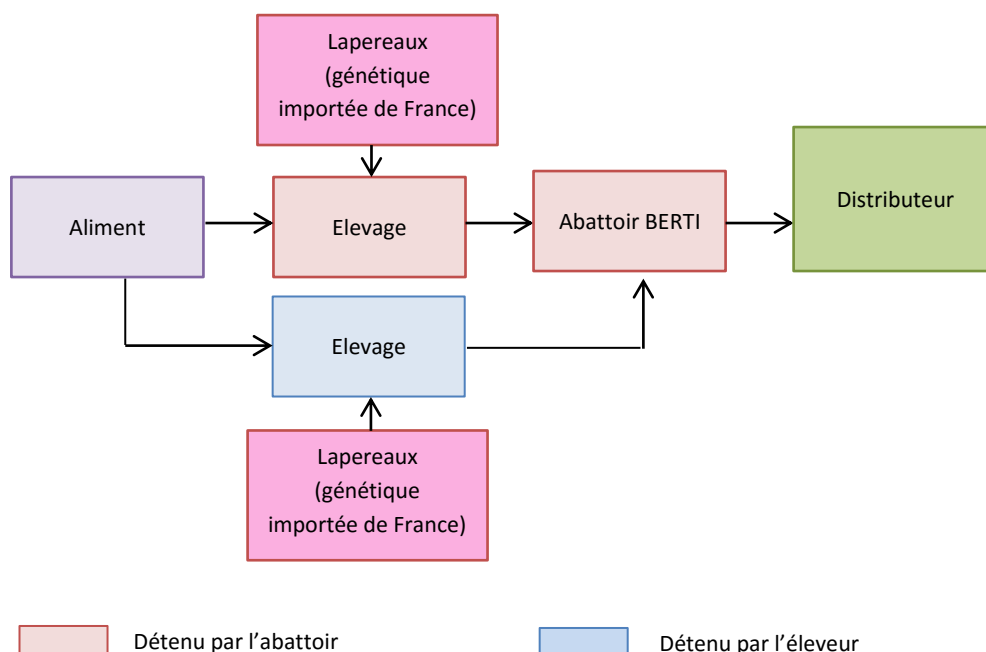 Lapereaux
(génétique
importée de France)
Aliment
Elevage
Abattoir BERTI
Distributeur
Elevage
Lapereaux
(génétique
importée de France)
Détenu par l’abattoir
Détenu par l’éleveur